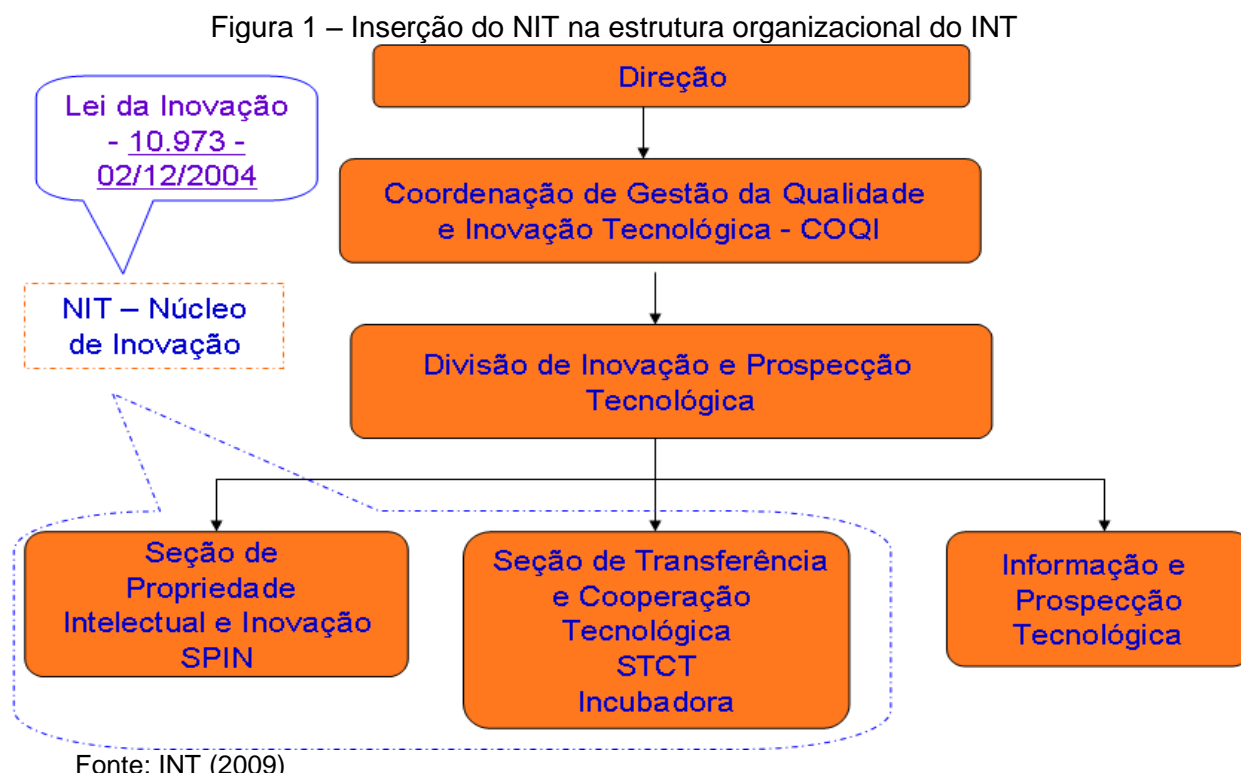 Figura 1 – Inserção do NIT na estrutura organizacional do INT
Direção
Lei da Inovação
- 10.973 -
02/12/2004
Coordenação de Gestão da Qualidade
e Inovação Tecnológica - COQI
NIT – Núcleo
de Inovação
Divisão de Inovação e Prospecção
Tecnológica
Seção de
Propriedade
Intelectual e Inovação
SPIN
Seção de Transferência
e Cooperação
Tecnológica
STCT
Incubadora
Informação e
Prospecção
Tecnológica
Fonte: INT (2009)